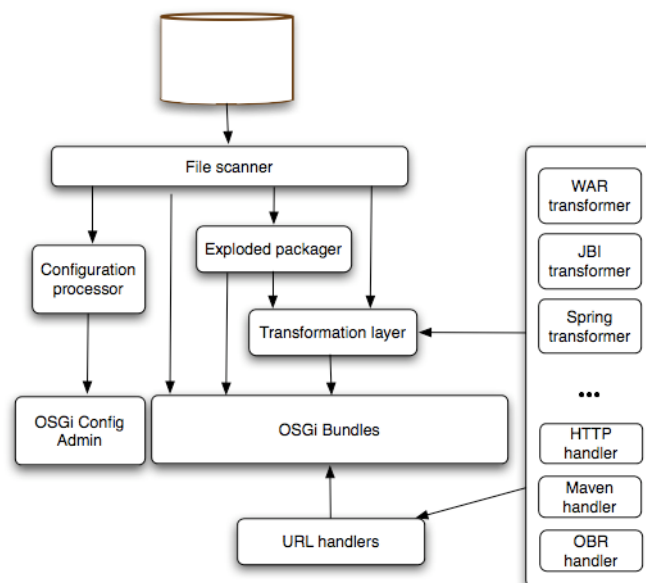 File scanner
Configuration
processor
Exploded packager
Transformation layer
OSGi Config
Admin
OSGi Bundles
URL handlers
WAR
transformer
JBI
transformer
Spring
transformer
...
HTTP
handler
Maven
handler
OBR
handler